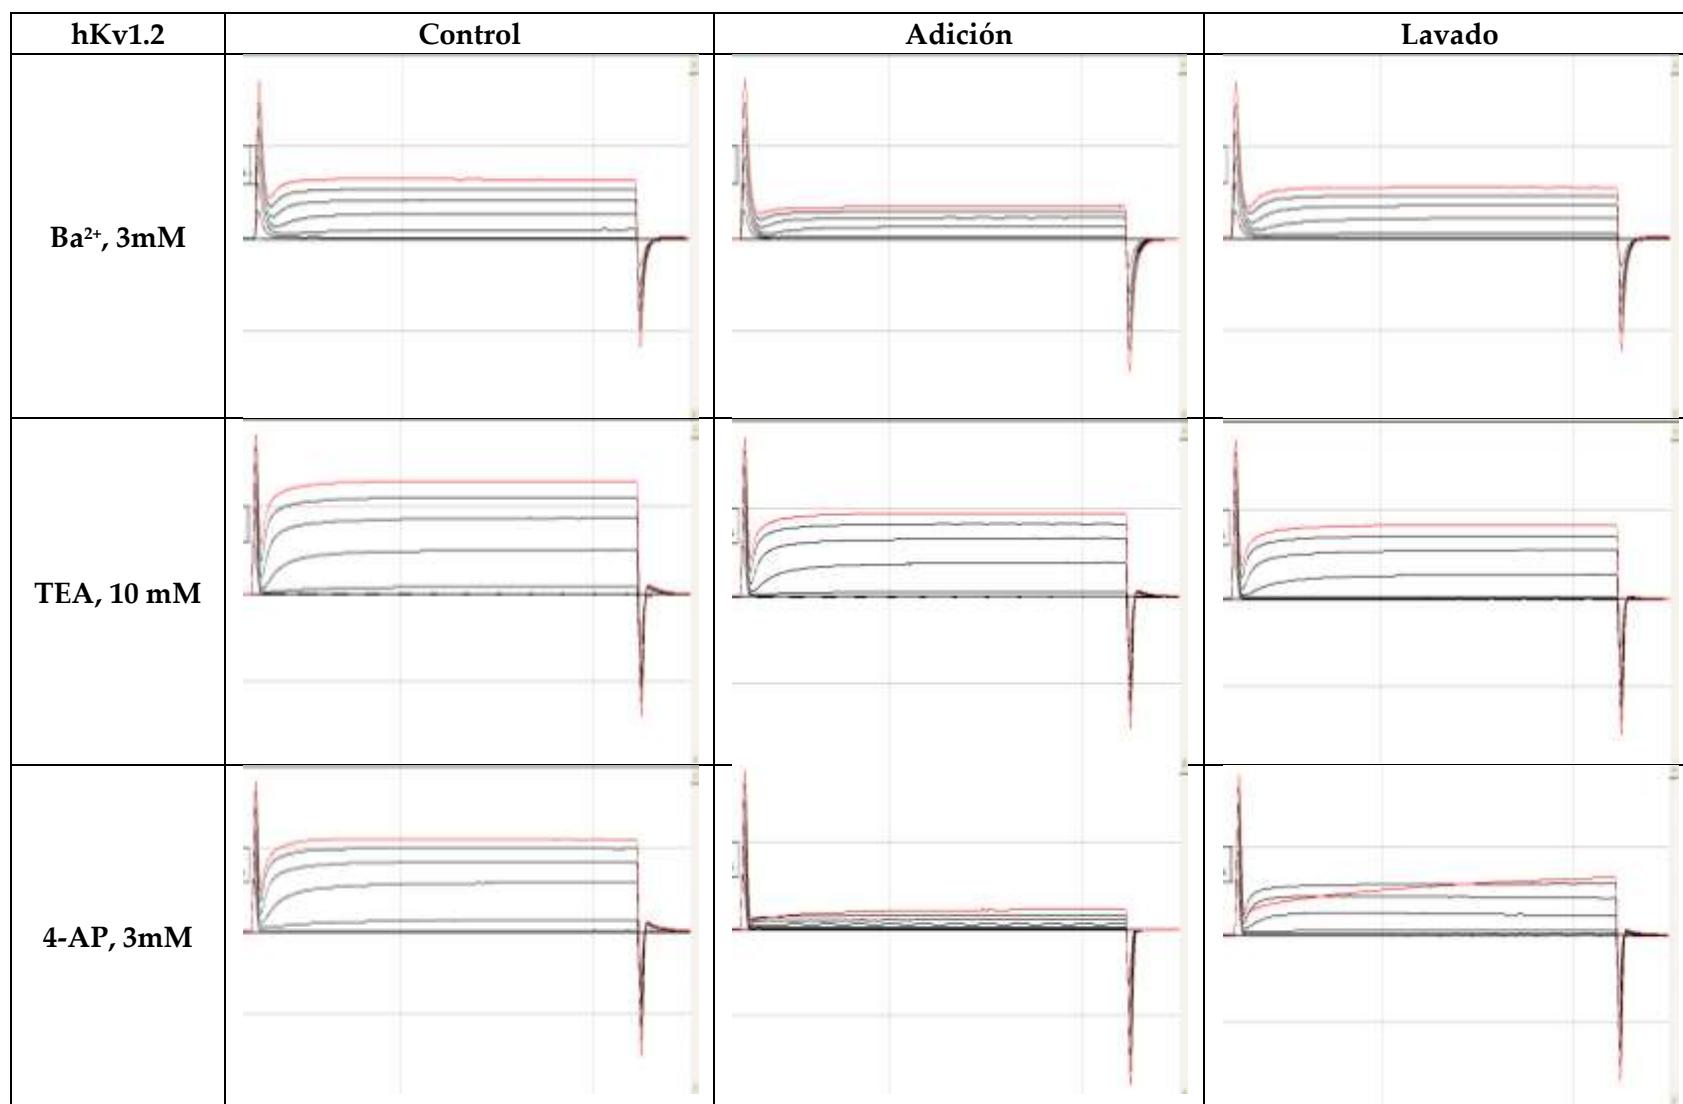 hKv1.2 Control Adición Lavado
Ba²⁺, 3mM
TEA, 10 mM
4-AP, 3mM